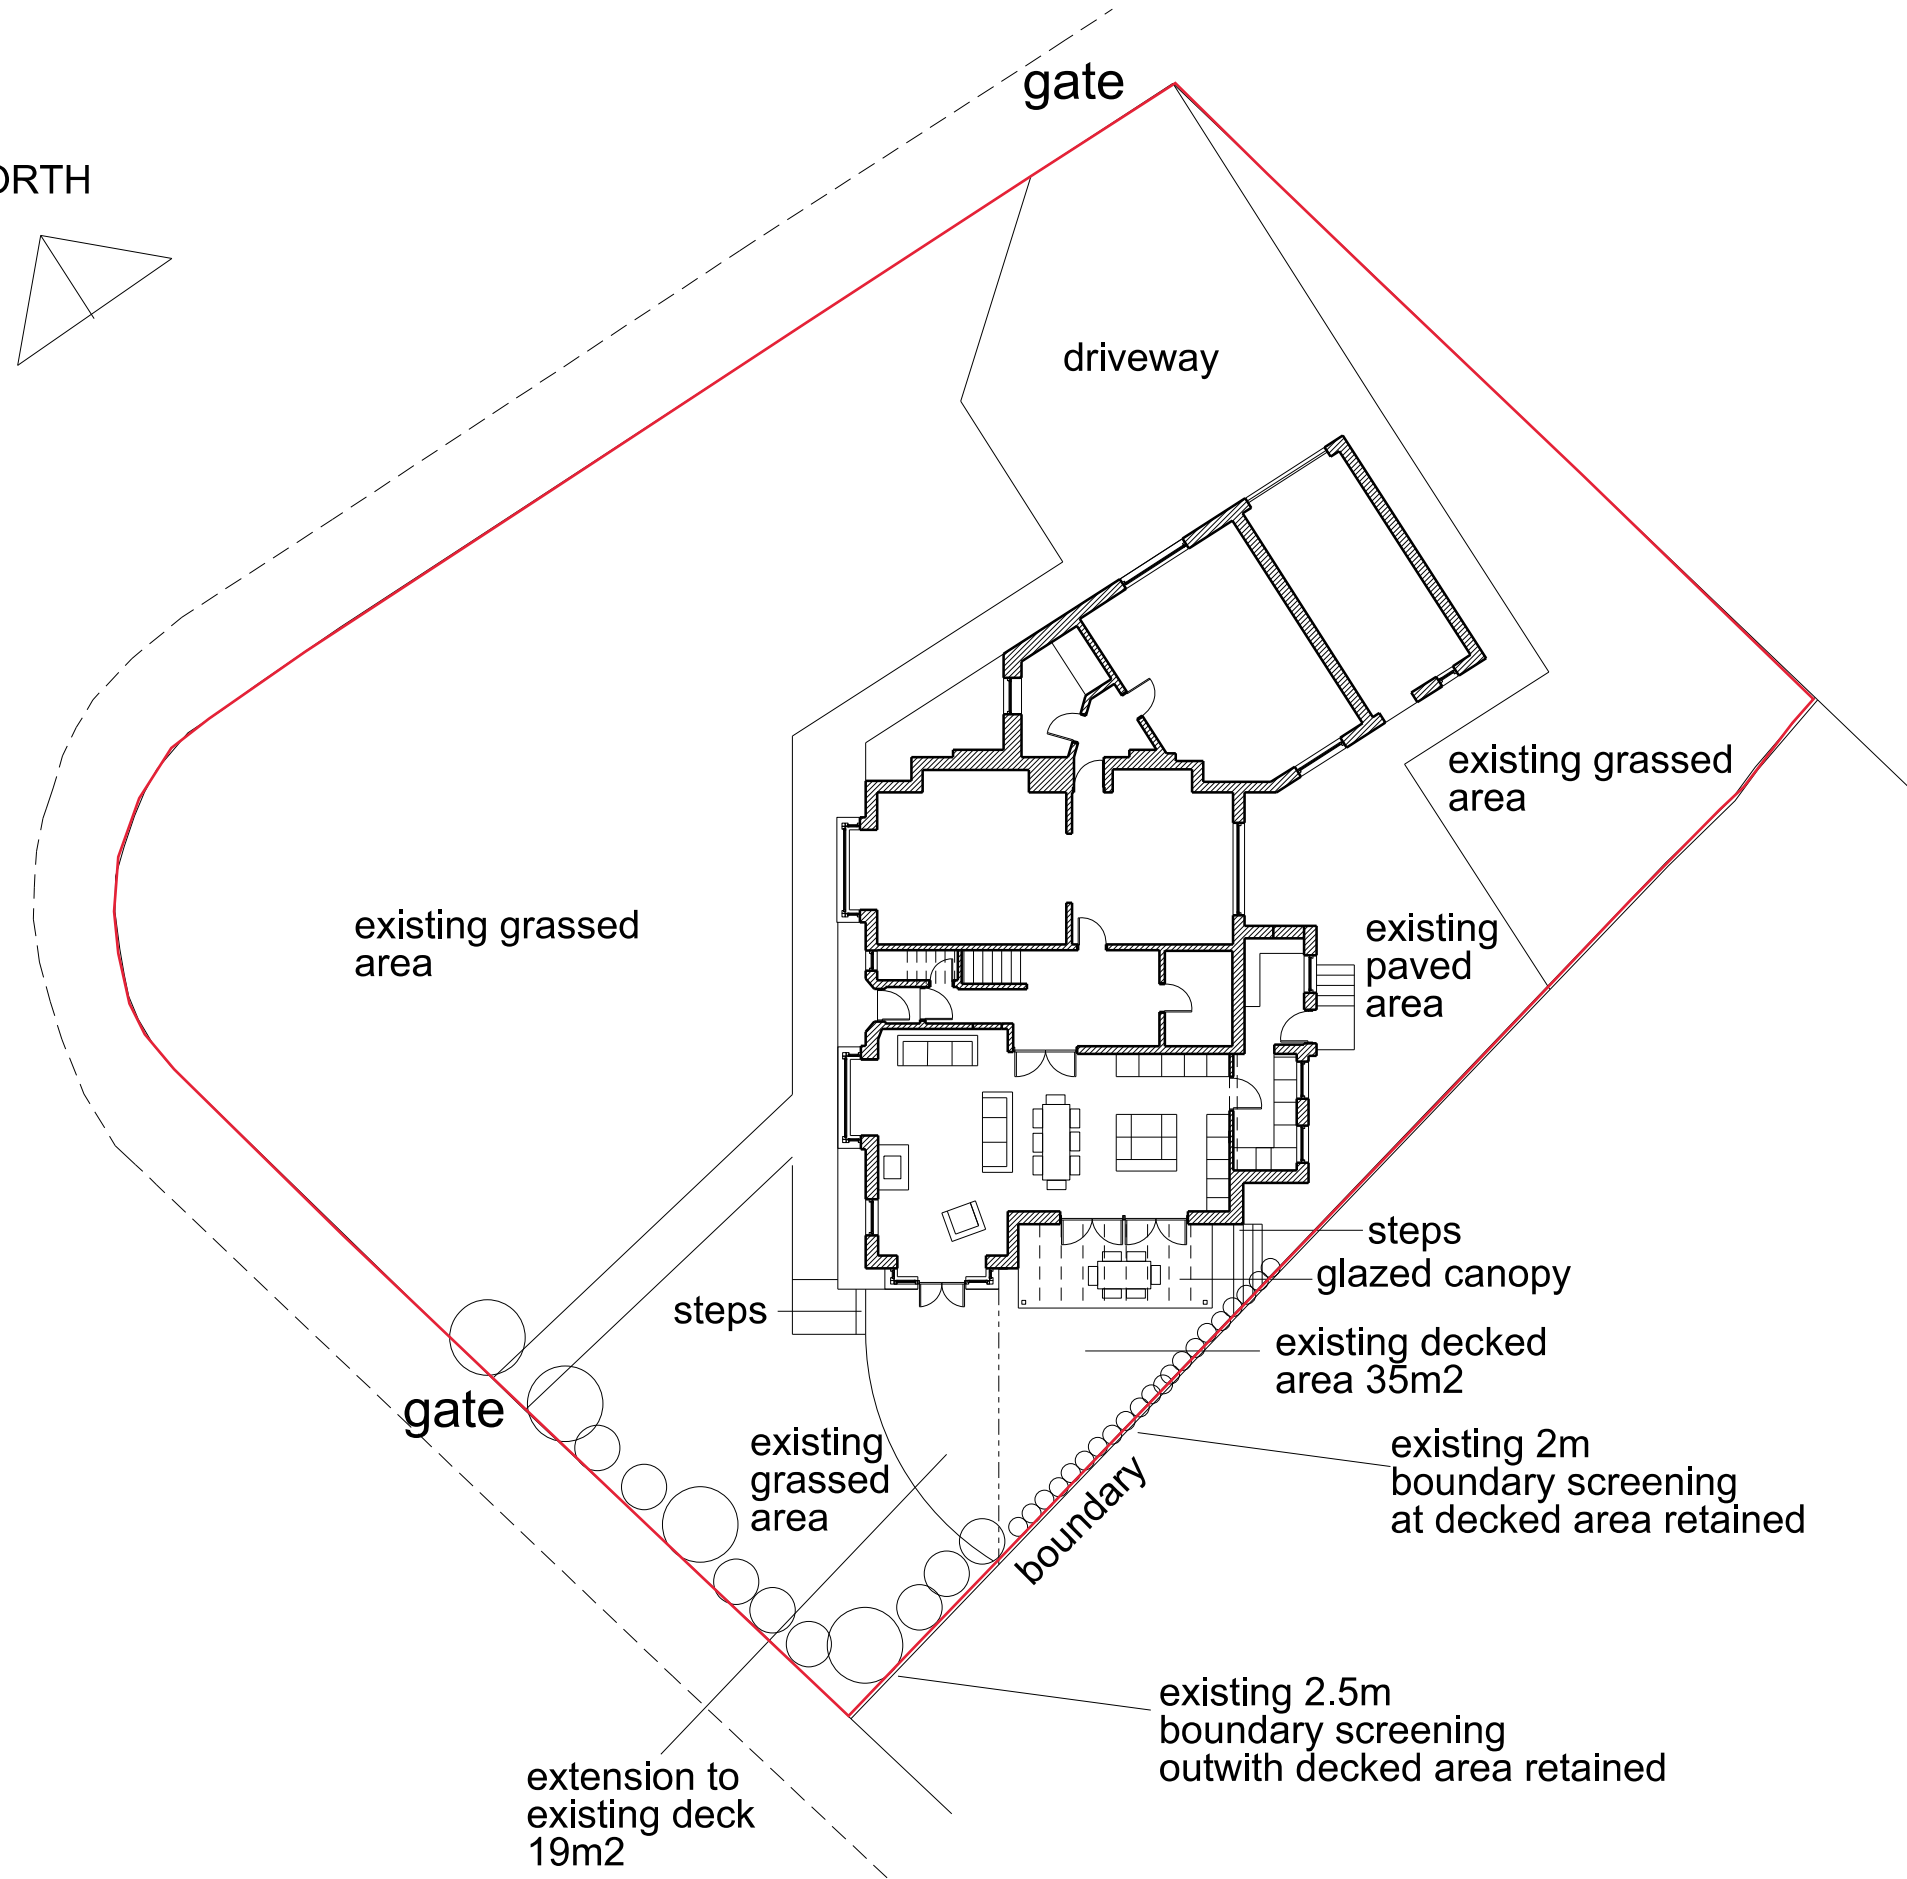 gate
ORTH
driveway
existing grassed
area
existing grassed
area
existing
paved
area
steps
glazed canopy
steps
existing decked
area 35m2
gate
existing
grassed
area
existing 2m
boundary screening
at decked area retained
boundary
existing 2.5m
boundary screening
outwith decked area retained
extension to
existing deck
19m2